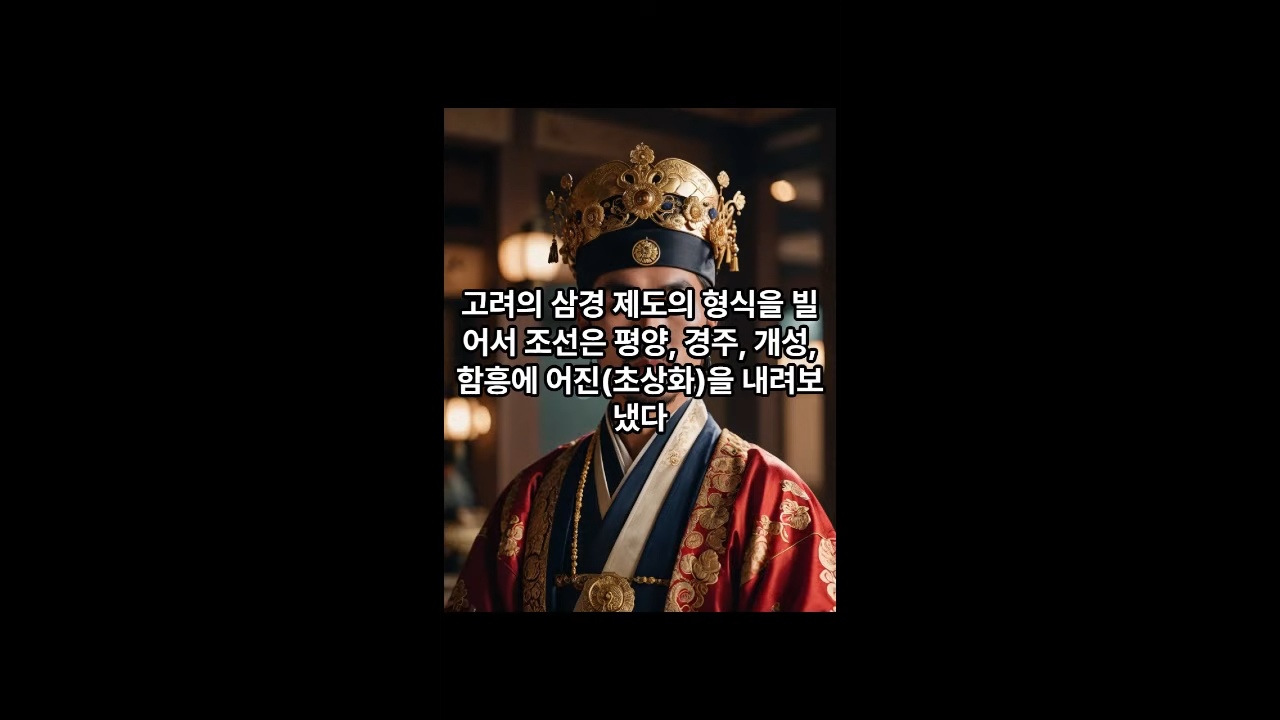 고려의 삼경 제도의 형식을 빌
어서 조선은 평양, 경주, 개성,
함흥에 어진(초상화)을 내려보
냈다